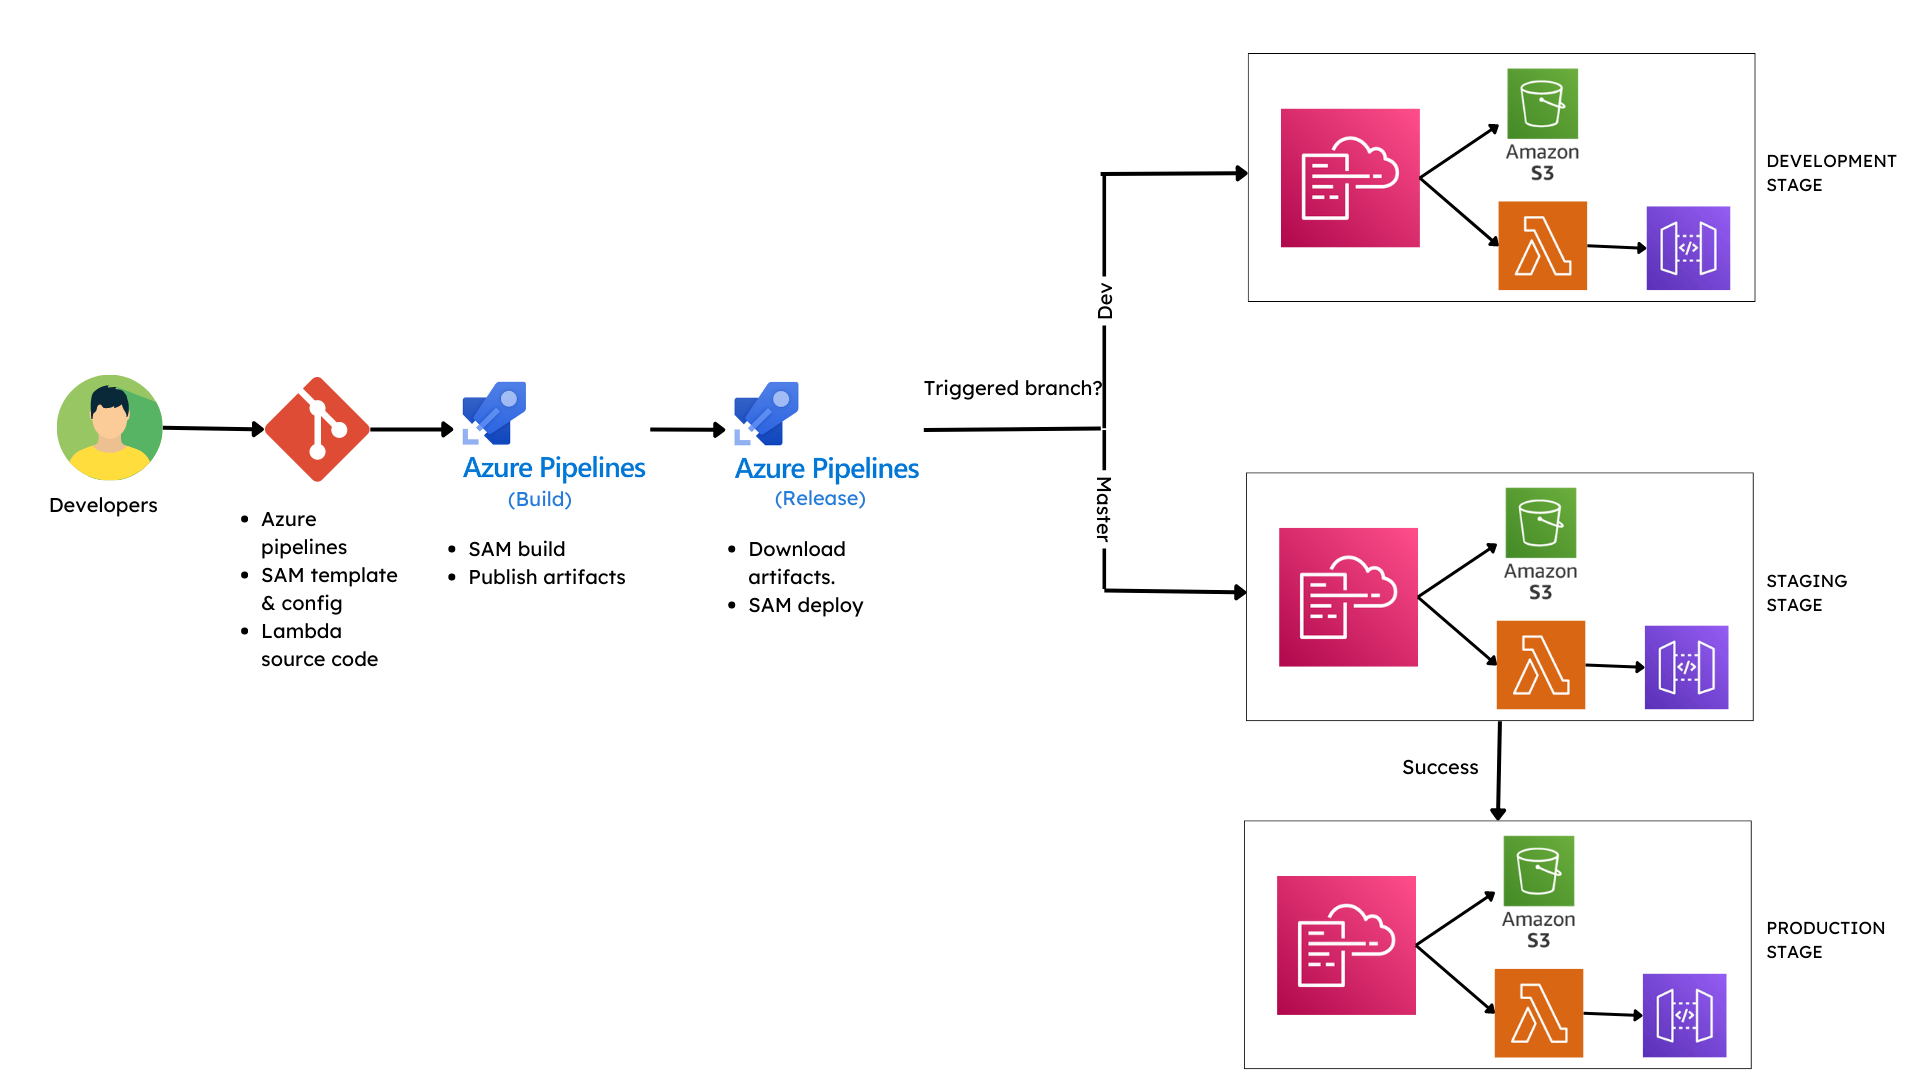 Developers
• Azure
pipelines
• SAM template
& config
• Lambda
source code
Azure Pipelines
(Build)
• SAM build
• Publish artifacts
Azure Pipelines
(Release)
• Download
artifacts.
• SAM deploy
Triggered branch?
Dev
Master
Amazon
S3
</>
DEVELOPMENT
STAGE
Amazon
S3
</>
STAGING
STAGE
Success
Amazon
S3
</>
PRODUCTION
STAGE